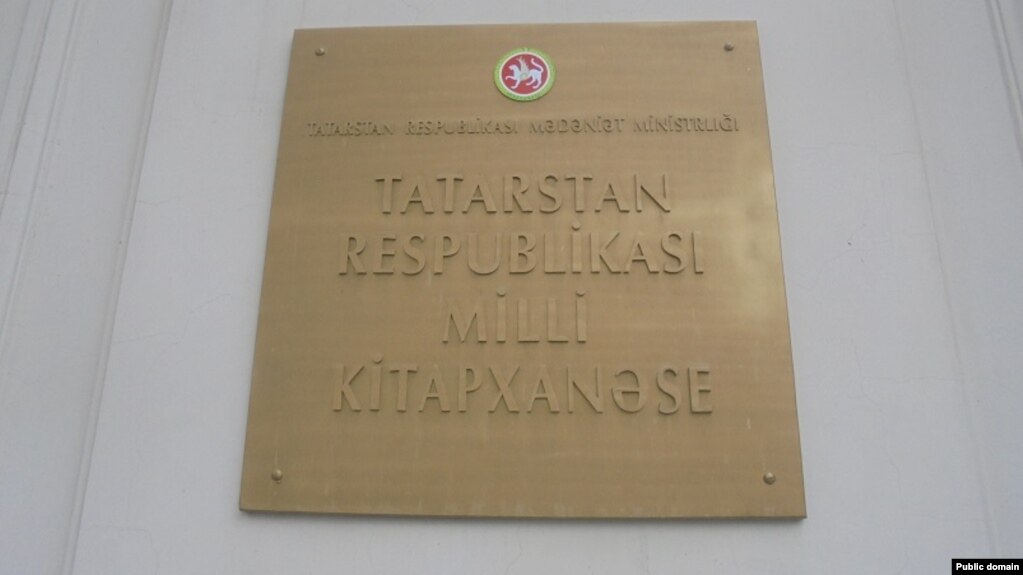 TATARSTAN RESPUBLİKASI MƏDƏNİƏT MİNİSTRLIĞI
TATARSTAN
RESPUBLİKASI
MİLLİ
KİTAPXANƏSE
Public domain